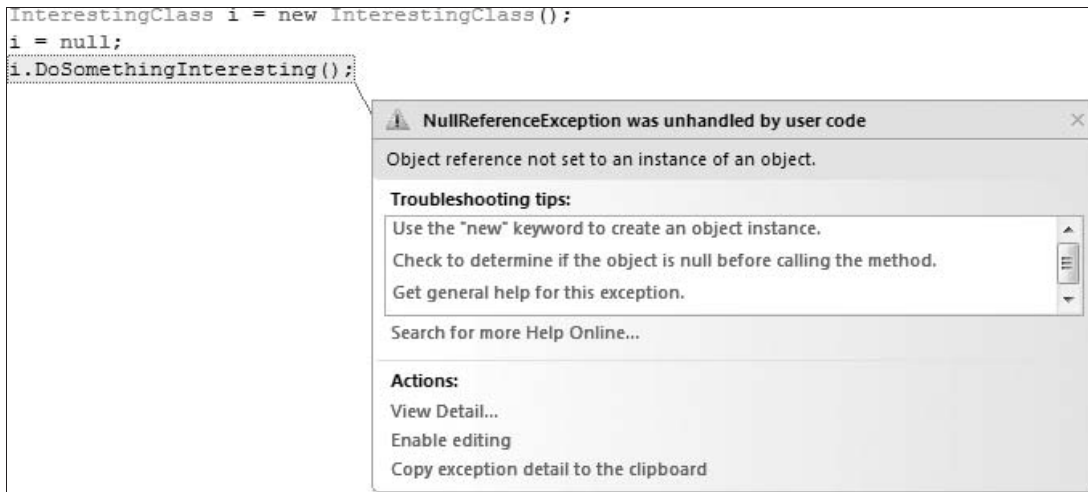 InterestingClass i = new InterestingClass();
i = null;
i.DoSomethingInteresting();
NullReferenceException was unhandled by user code
Object reference not set to an instance of an object.
Troubleshooting tips:
Use the "new" keyword to create an object instance.
Check to determine if the object is null before calling the method.
Get general help for this exception.
Search for more Help Online...
Actions:
View Detail...
Enable editing
Copy exception detail to the clipboard